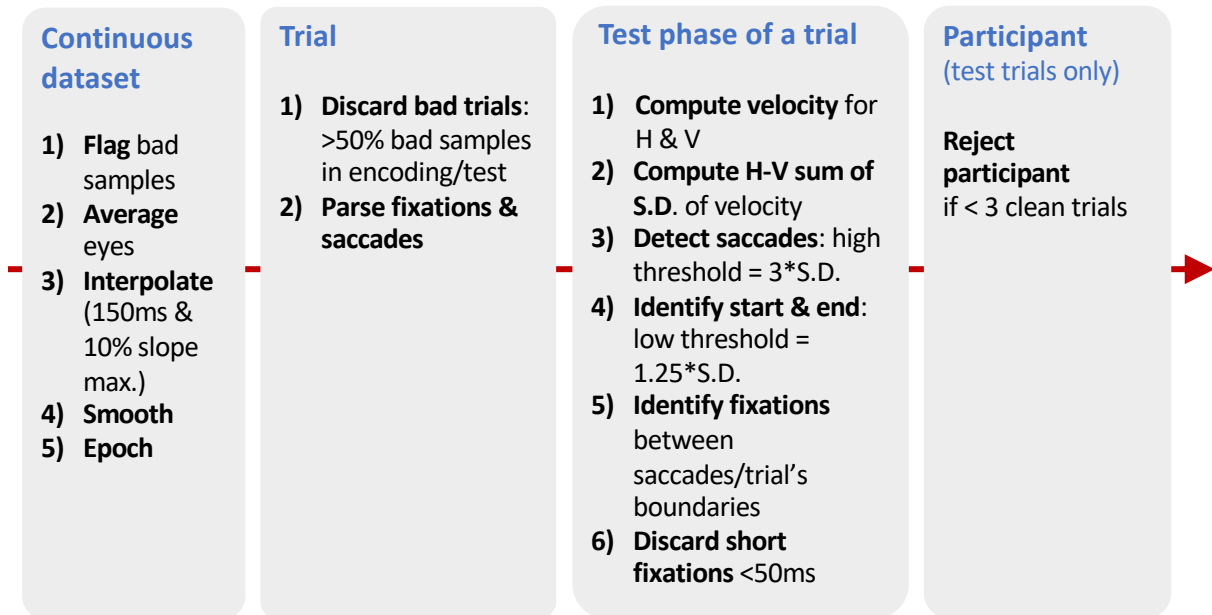 Continuous
dataset
1) Flag bad
samples
2) Average
eyes
3) Interpolate
(150ms &
10% slope
max.)
4) Smooth
5) Epoch
Trial
1) Discard bad trials:
>50% bad samples
in encoding/test
2) Parse fixations &
saccades
Test phase of a trial
1) Compute velocity for
H & V
2) Compute H-V sum of
S.D. of velocity
3) Detect saccades: high
threshold = 3*S.D.
4) Identify start & end:
low threshold =
1.25*S.D.
5) Identify fixations
between
saccades/trial's
boundaries
6) Discard short
fixations <50ms
Participant
(test trials only)
Reject
participant
if < 3 clean trials